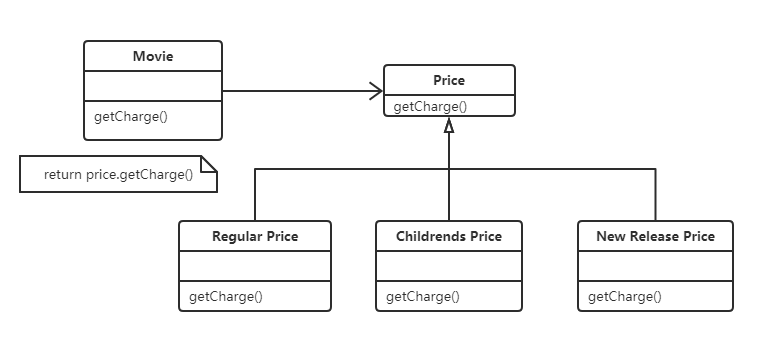 Movie
getCharge()
Price
getCharge()
return price.getCharge()
Regular Price
getCharge()
Childrends Price
getCharge()
New Release Price
getCharge()